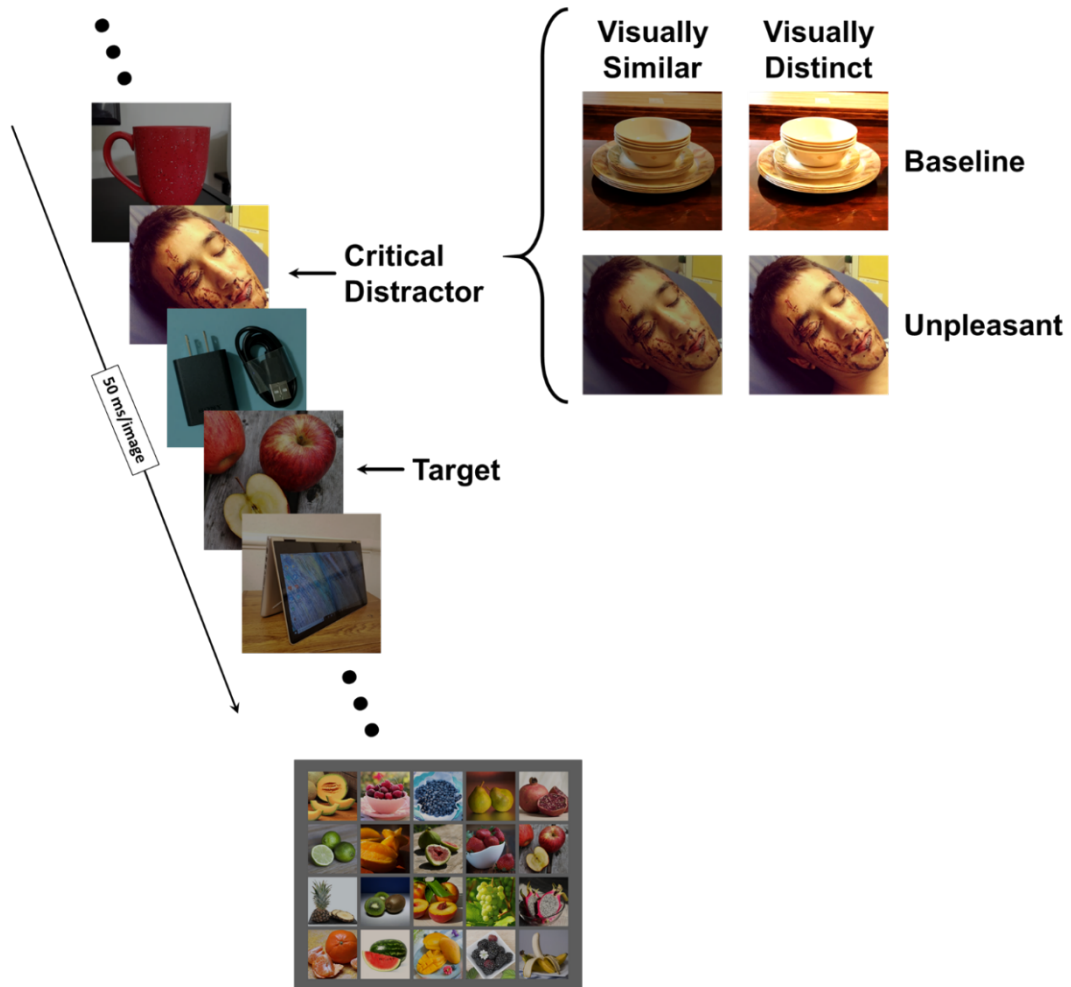 Visually
Similar
Visually
Distinct
Baseline
Critical
Distractor
Unpleasant
50 ms/image
Target